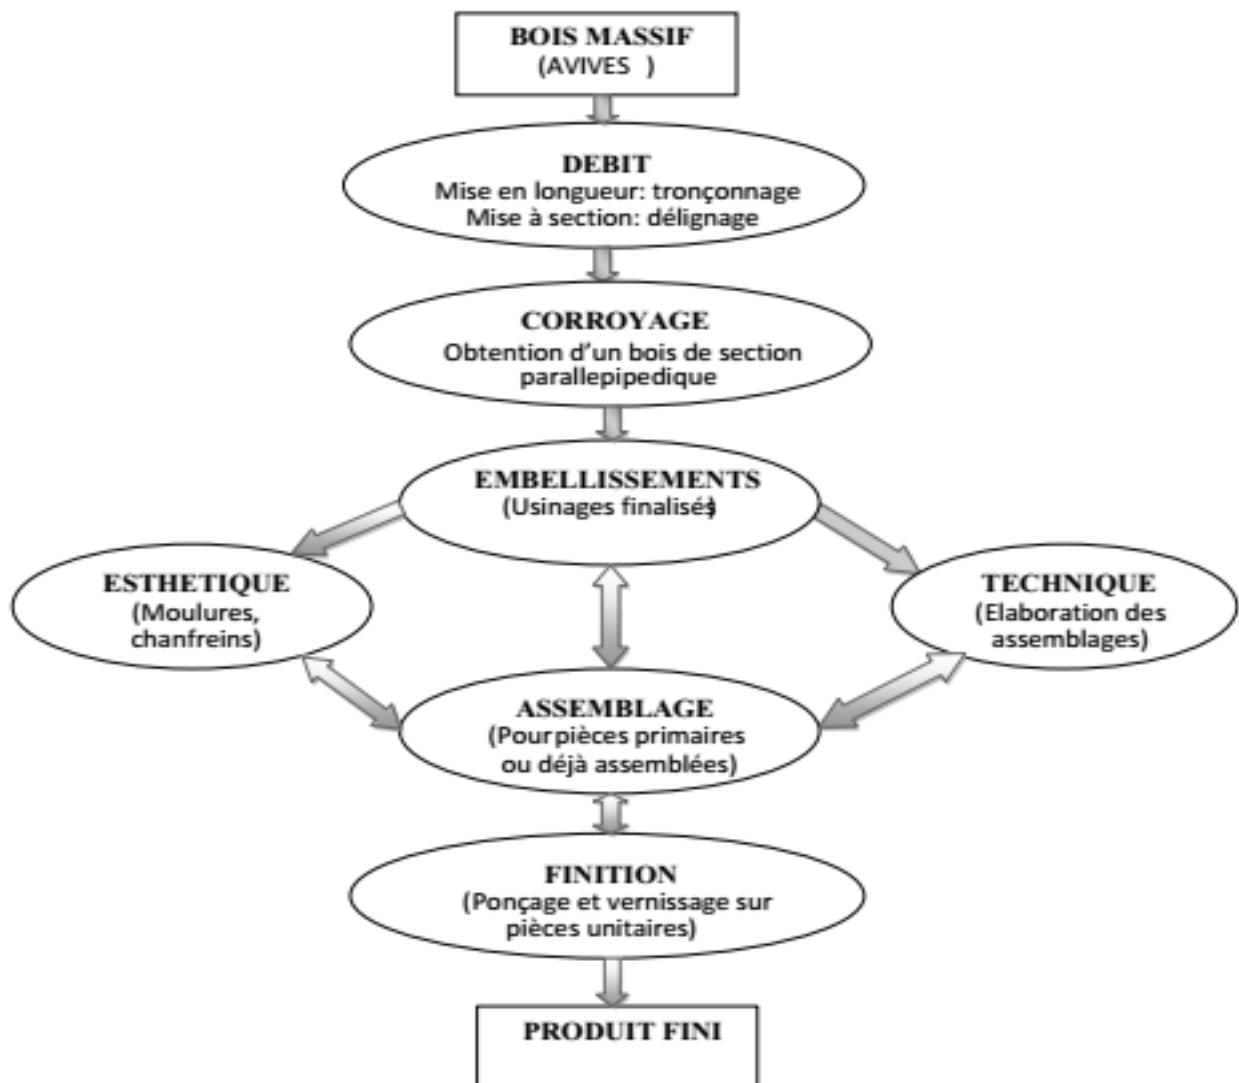 BOIS MASSIF
(AVIVES )
DEBIT
Mise en longueur: tronçonnage
Mise à section: délignage
CORROYAGE
Obtention d’un bois de section
parallepipedique
EMBELLISSEMENTS
(Usinages finalisés)
ESTHETIQUE
(Moulures,
chanfreins)
TECHNIQUE
(Elaboration des
assemblages)
ASSEMBLAGE
(Pour pièces primaires
ou déjà assemblées)
FINITION
(Ponçage et vernissage sur
pièces unitaires)
PRODUIT FINI